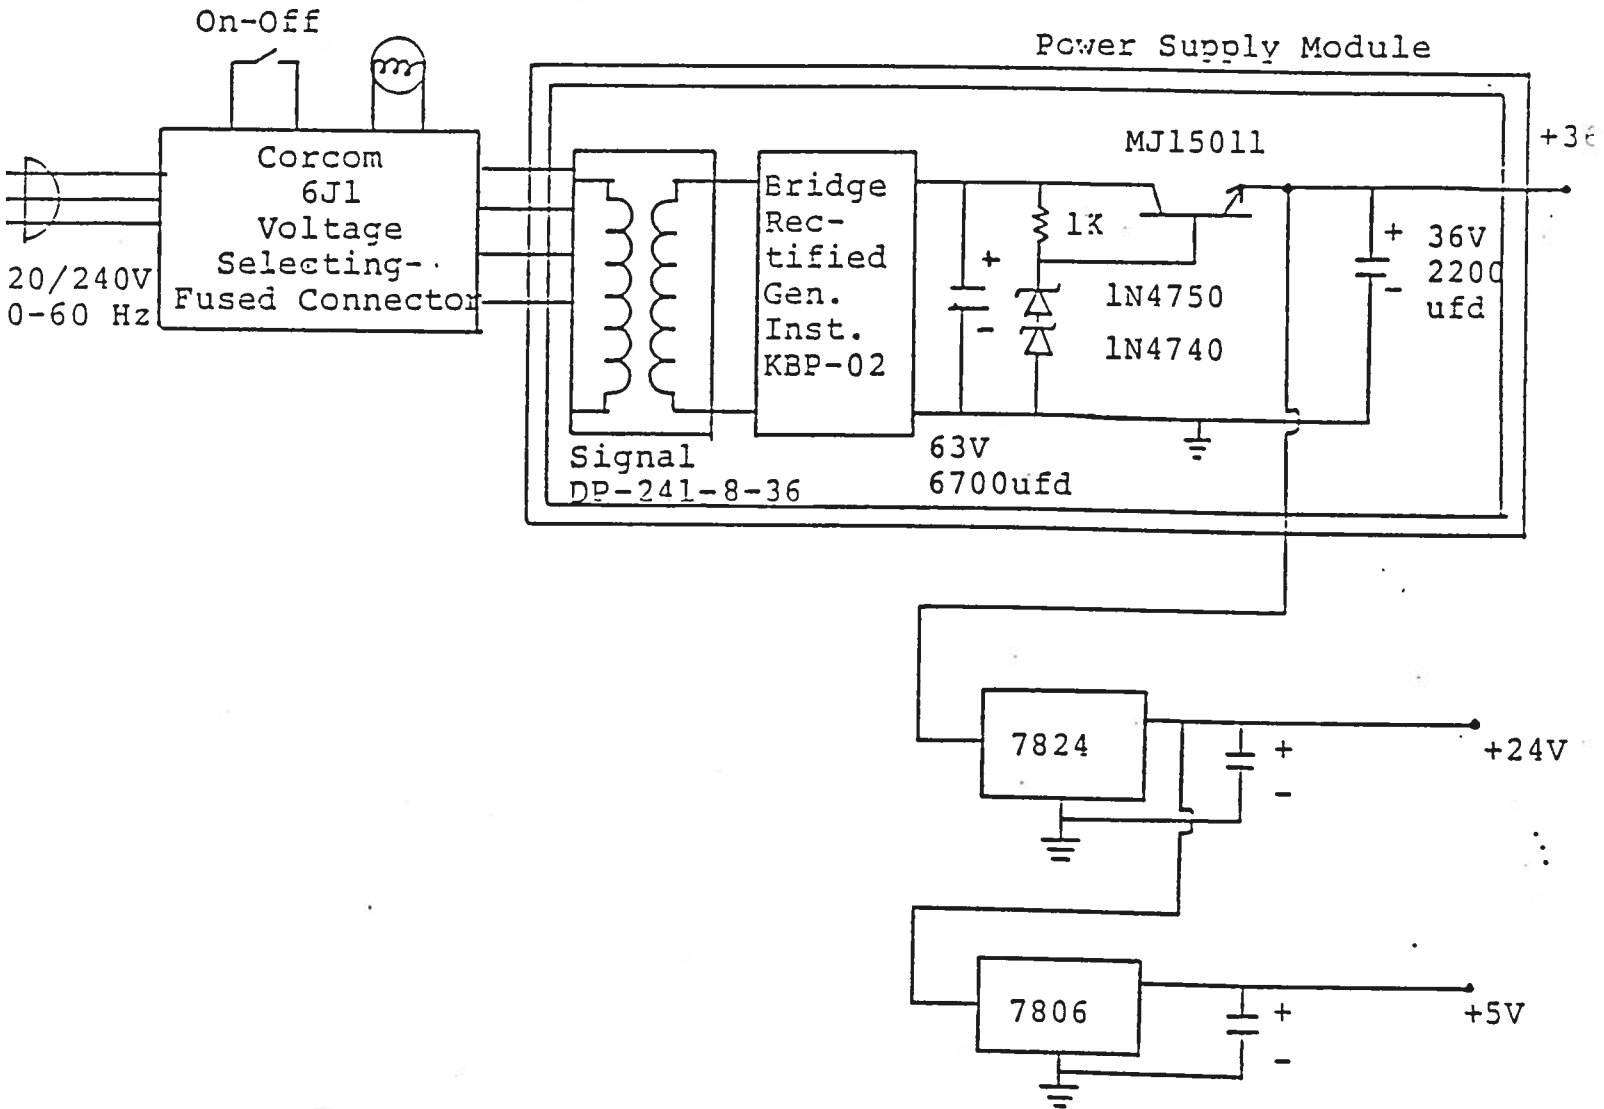 On-Off
Power Supply Module
Corcom
6J1
Voltage
Selecting-
Fused Connector
20/240V
0-60 Hz
Signal
DP-241-8-36
Bridge
Rec-
tified
Gen.
Inst.
KBP-02
+
-
63V
6700ufd
1K
1N4750
1N4740
MJ15011
+36
+
-
36V
2200
ufd
7824
+
-
+24V
7806
+
-
+5V